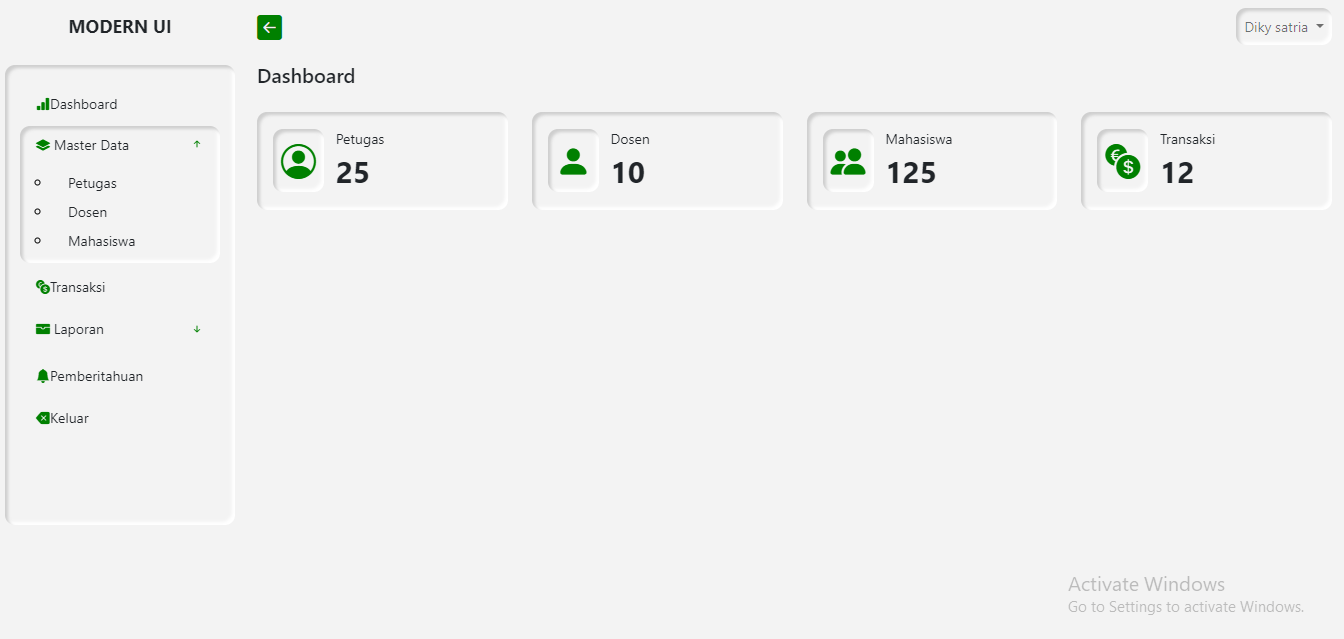 MODERN UI
Diky satria
Dashboard
Master Data
Petugas
Dosen
Mahasiswa
Transaksi
Laporan
Pemberitahuan
Keluar
Dashboard
Petugas
25
Dosen
10
Mahasiswa
125
Transaksi
12
Activate Windows
Go to Settings to activate Windows.